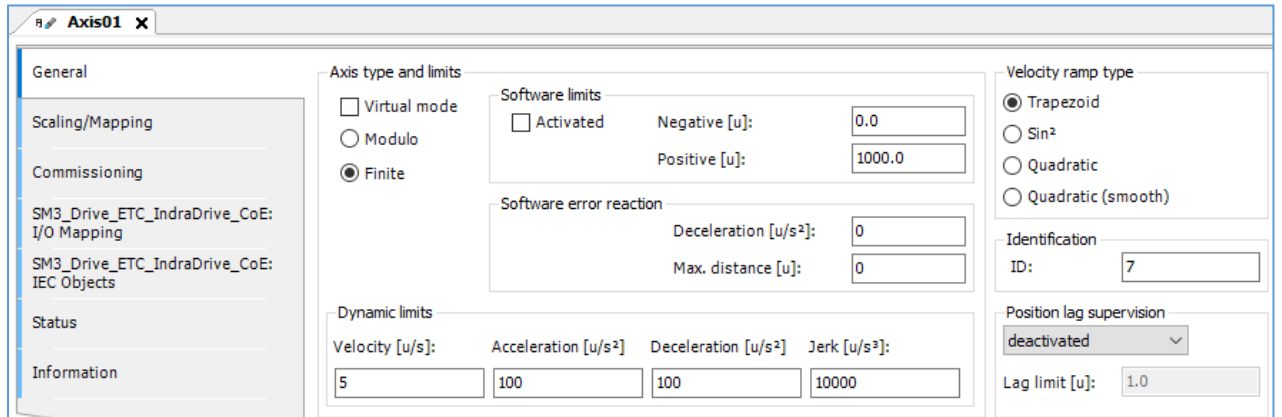 Axis01
General
Scaling/Mapping
Commissioning
SM3_Drive_ETC_IndraDrive_CoE:
I/O Mapping
SM3_Drive_ETC_IndraDrive_CoE:
IEC Objects
Status
Information
Axis type and limits
Virtual mode
Modulo
Finite
Software limits
Activated
Negative [u]: 0.0
Positive [u]: 1000.0
Software error reaction
Deceleration [u/s²]: 0
Max. distance [u]: 0
Dynamic limits
Velocity [u/s]: Acceleration [u/s²] Deceleration [u/s²] Jerk [u/s³]:
5 100 100 10000
Velocity ramp type
Trapezoid
Sin²
Quadratic
Quadratic (smooth)
Identification
ID: 7
Position lag supervision
deactivated
Lag limit [u]: 1.0